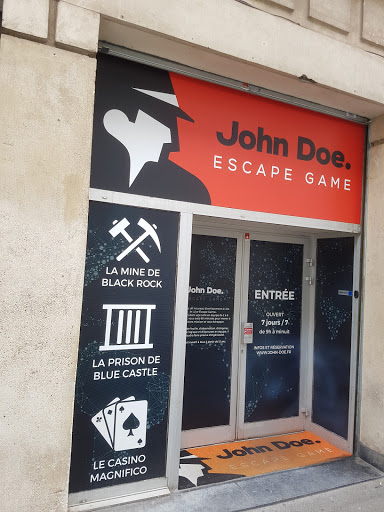 John Doe.
ESCAPE GAME
LA MINE DE
BLACK ROCK
LA PRISON DE
BLUE CASTLE
LE CASINO
MAGNIFICO
John Doe.
ENTRÉE
OUVERT
7 jours / 7
de 9h à minuit
INFOS ET RÉSERVATION
WWW.JOHN-DOE.FR
John Doe.
ESCAPE GAME